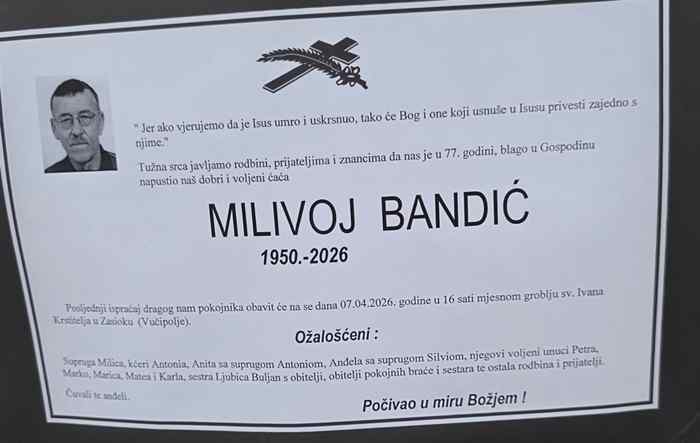 " Jer ako vjerujemo da je Isus umro i uskrsnuo, tako će Bog i one koji usnuše u Isusu privesti zajedno s
njime."
Tužna srca javljamo rodbini, prijateljima i znancima da nas je u 77. godini, blago u Gospodinu
napustio naš dobri i voljeni ćaća
MILIVOJ BANDIĆ
1950.-2026
Posljednji ispraćaj dragog nam pokojnika obavit će na se dana 07.04.2026. godine u 16 sati mjesnom groblju sv. Ivana
Krstitelja u Zasioku (Vučipolje).
Ožalošćeni :
Supruga Milica, kćeri Antonia, Anita sa suprugom Antoniom, Anđela sa suprugom Silviom, njegovi voljeni unuci Petra,
Marko, Marica, Matea i Karla, sestra Ljubica Buljan s obitelji, obitelji pokojnih braće i sestara te ostala rodbina i prijatelji.
Čuvali te anđeli.
Počivao u miru Božjem !